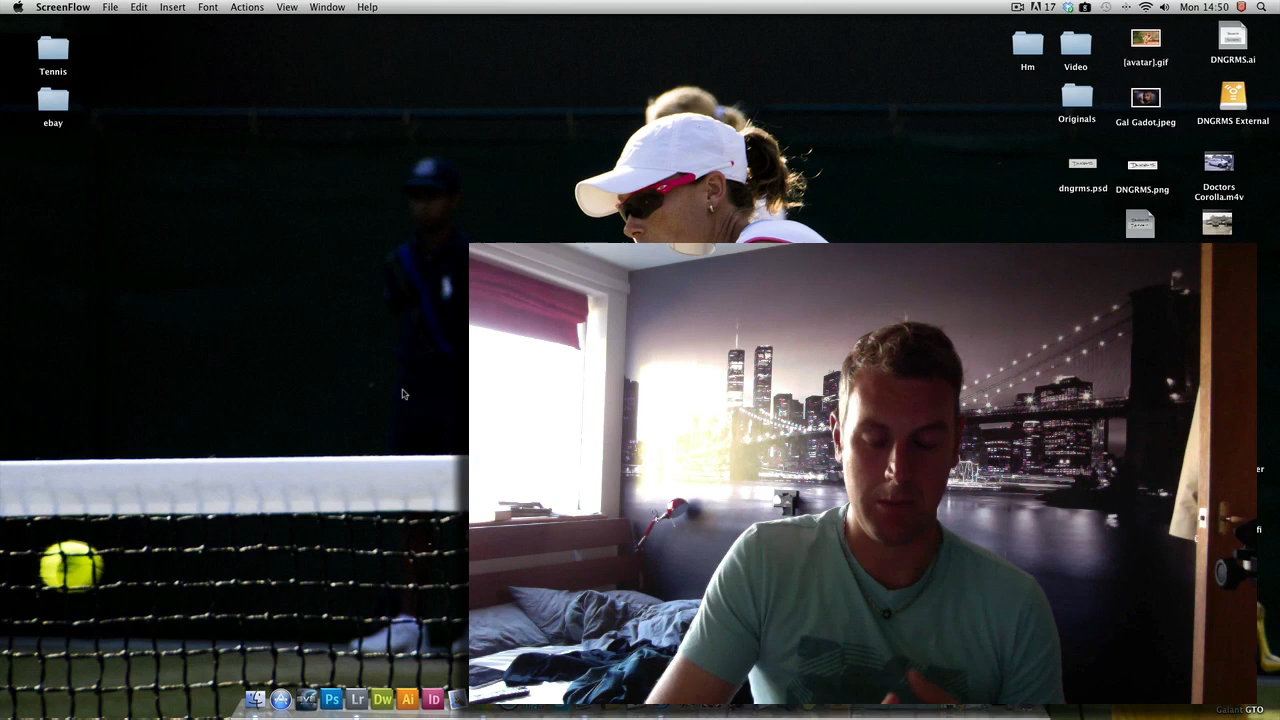 ScreenFlow File Edit Insert Font Actions View Window Help 17 Mon 14:50
Tennis
ebay
Hm Video [avatar].gif DNGRMS.ai
Originals Gal Gadot.jpeg DNGRMS External
dngrms.psd DNGRMS.png Doctors
Corolla.m4v
er
fi
Ps Lr Dw Ai Id
Galant GTO